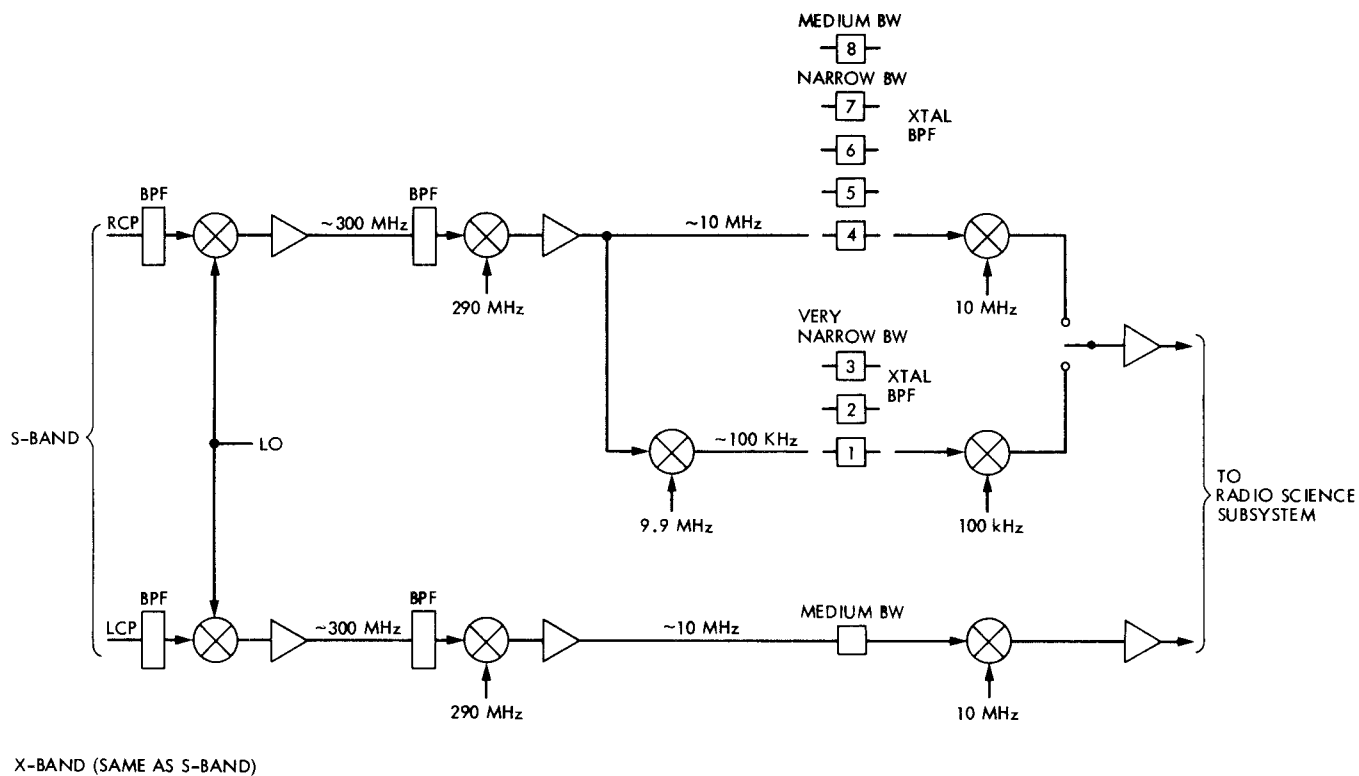 MEDIUM BW
8
NARROW BW
7
XTAL
BPF
6
5
BPF
RCP
~300 MHz
BPF
~10 MHz
4
290 MHz
10 MHz
VERY
NARROW BW
3
XTAL
BPF
2
S-BAND
LO
~100 KHz
1
9.9 MHz
100 kHz
TO
RADIO SCIENCE
SUBSYSTEM
BPF
LCP
~300 MHz
BPF
~10 MHz
MEDIUM BW
290 MHz
10 MHz
X-BAND (SAME AS S-BAND)